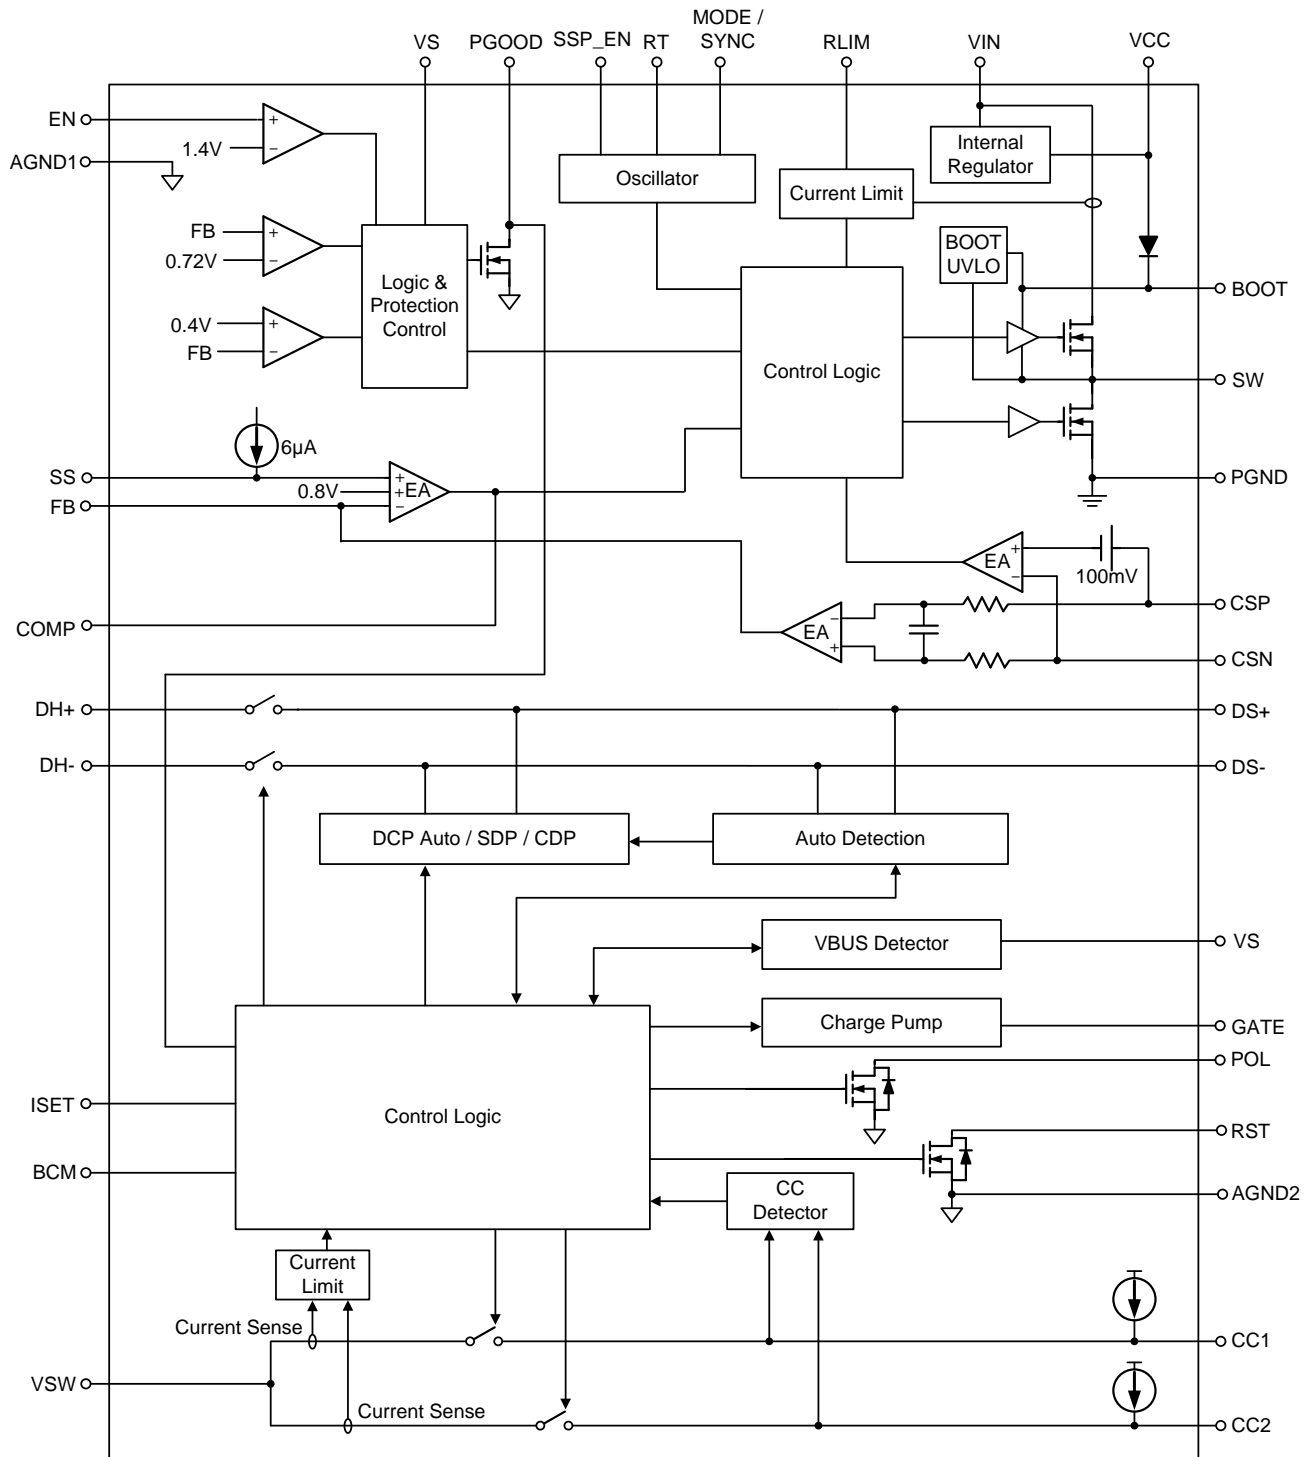 VS
PGOOD
SSP_EN
RT
MODE /
SYNC
RLIM
VIN
VCC
EN
+
1.4V
−
AGND1
Oscillator
Internal
Regulator
Current Limit
FB
+
0.72V
−
Logic &
Protection
Control
BOOT
UVLO
BOOT
0.4V
+
FB
−
Control Logic
SW
6µA
SS
+
0.8V
+
EA
FB
−
PGND
EA
+
−
100mV
CSP
COMP
EA
−
+
CSN
DH+
DS+
DH-
DS-
DCP Auto / SDP / CDP
Auto Detection
VBUS Detector
VS
Charge Pump
GATE
POL
ISET
Control Logic
RST
BCM
CC
Detector
AGND2
Current
Limit
Current Sense
CC1
VSW
Current Sense
CC2